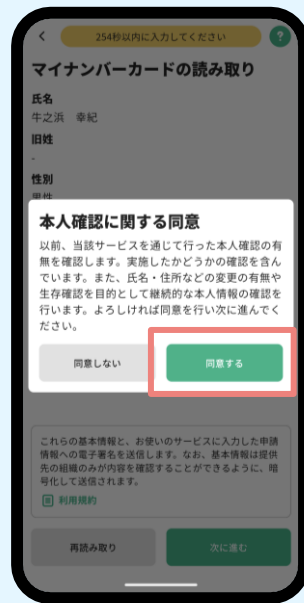 254秒以内に入力してください
?
マイナンバーカードの読み取り
氏名
牛之浜 幸紀
旧姓
-
性別
男性
本人確認に関する同意
以前、当該サービスを通じて行った本人確認の有
無を確認します。実施したかどうかの確認を含ん
でいます。また、氏名・住所などの変更の有無や
生存確認を目的として継続的な本人情報の確認を
行います。よろしければ同意を行い次に進んでく
ださい。
同意しない
同意する
これらの基本情報と、お使いのサービスに入力した申請
情報への電子署名を送信します。なお、基本情報は提供
先の組織のみが内容を確認することができるように、暗
号化して送信されます。
利用規約
再読み取り
次に進む